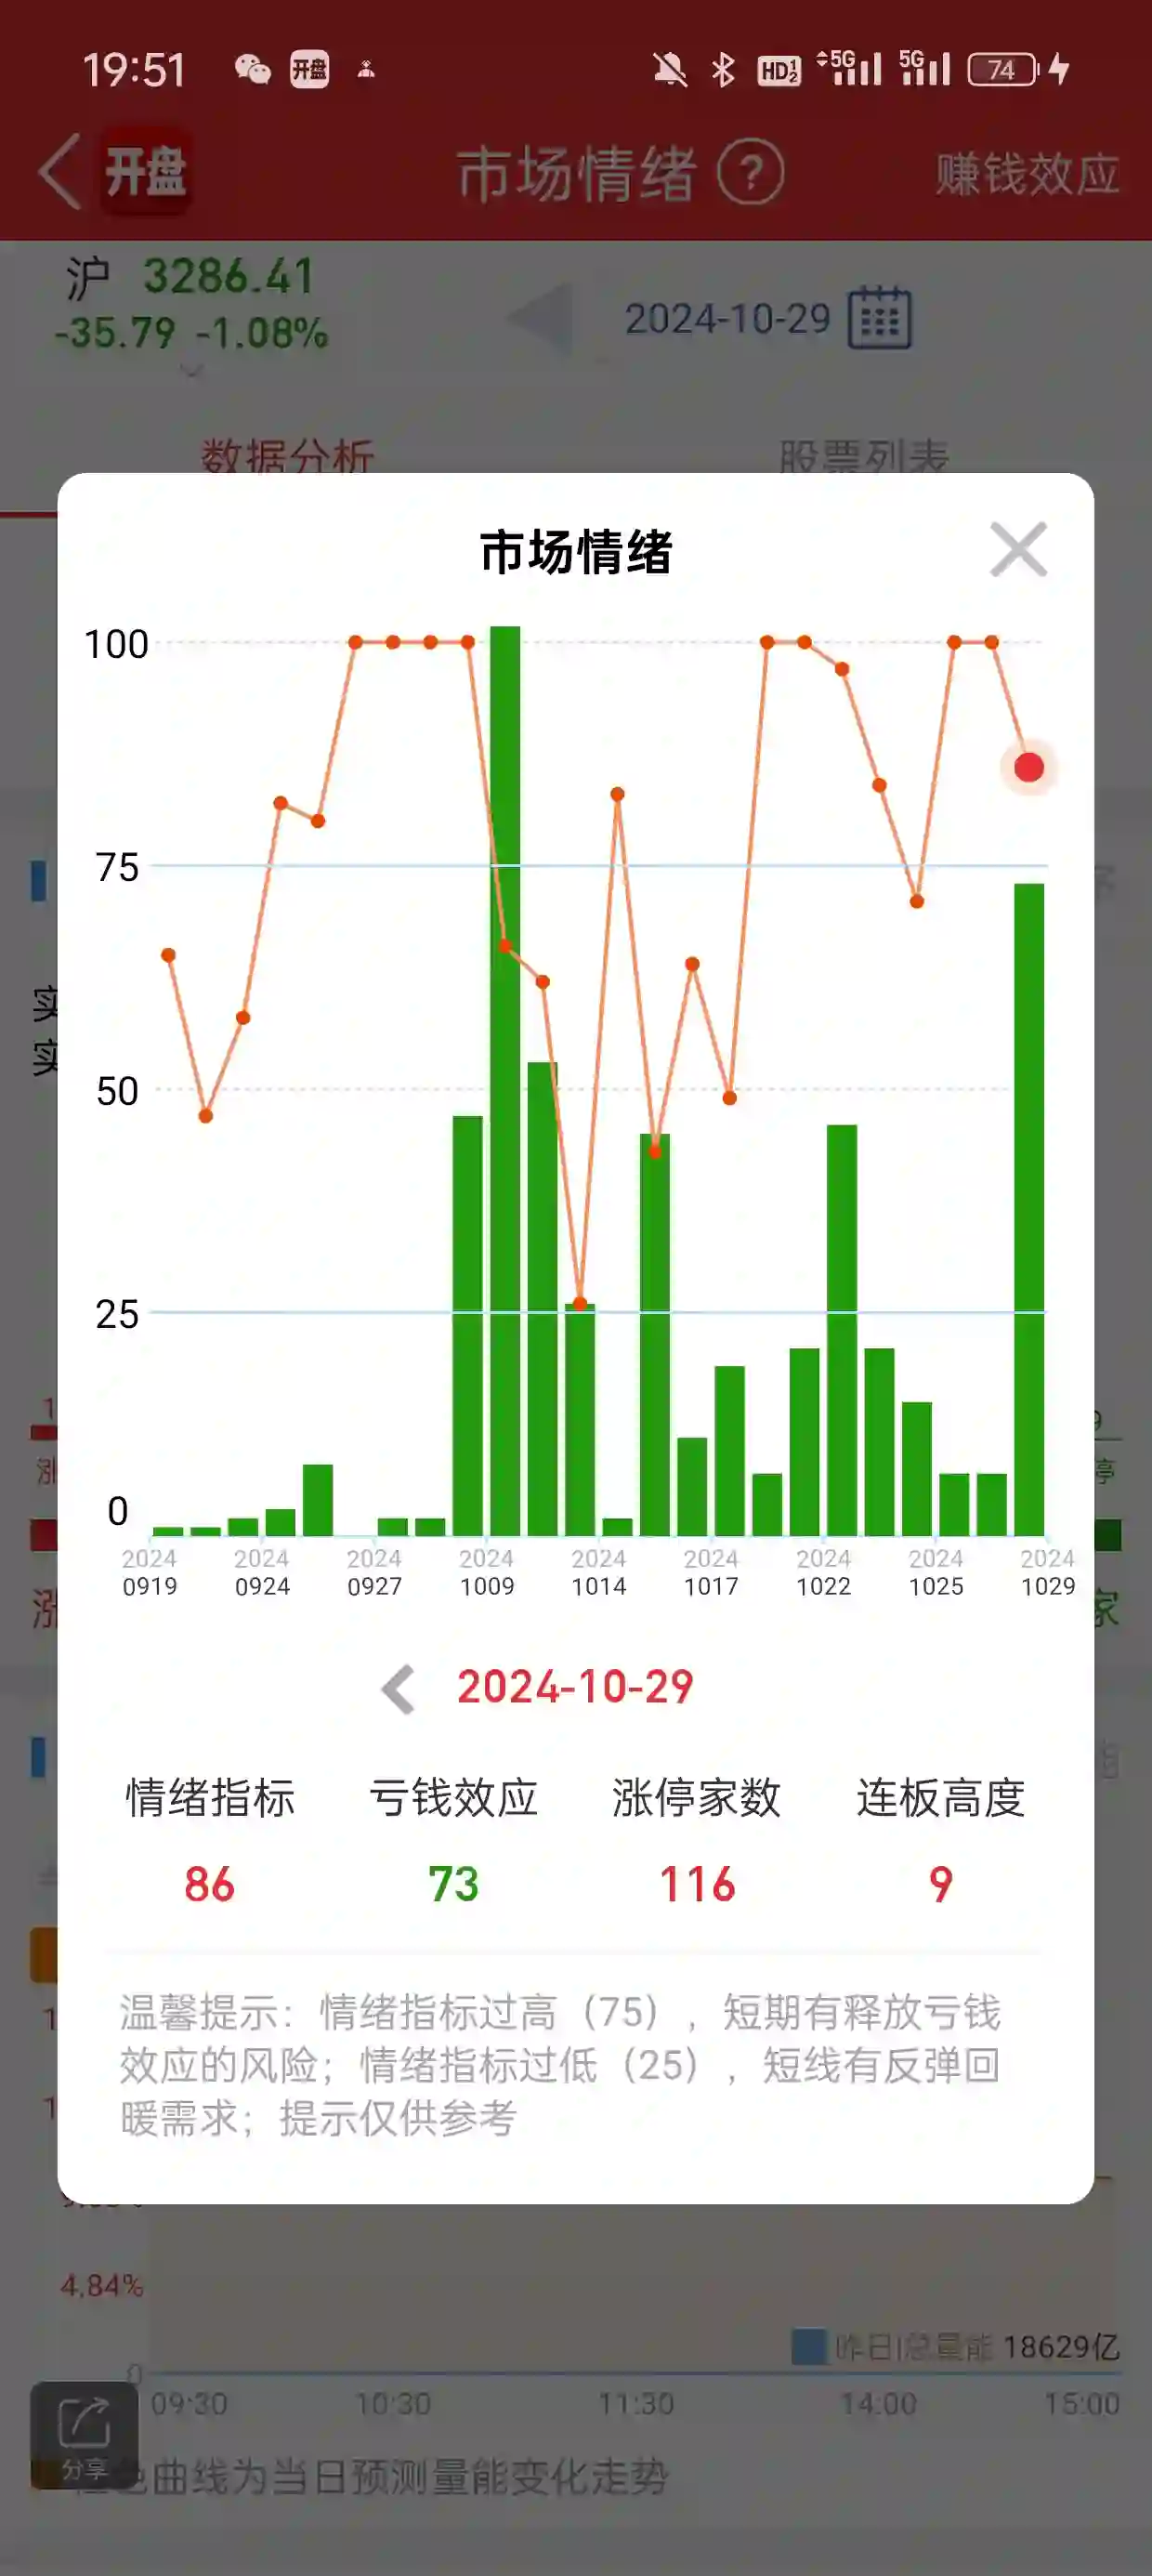 19:51 开盘 HD 5G 5G 74
开盘 市场情绪 ? 赚钱效应
沪 3286.41
-35.79 -1.08%
2024-10-29
数据分析 股票列表
市场情绪
100
75
50
25
0
2024 2024 2024 2024 2024 2024 2024 2024 2024
0919 0924 0927 1009 1014 1017 1022 1025 1029
2024-10-29
情绪指标 亏钱效应 涨停家数 连板高度
86 73 116 9
温馨提示：情绪指标过高（75），短期有释放亏钱
效应的风险；情绪指标过低（25），短线有反弹回
暖需求；提示仅供参考
4.84%
昨日总量能 18629亿
0
09:30 10:30 11:30 14:00 15:00
分享
色曲线为当日预测量能变化走势